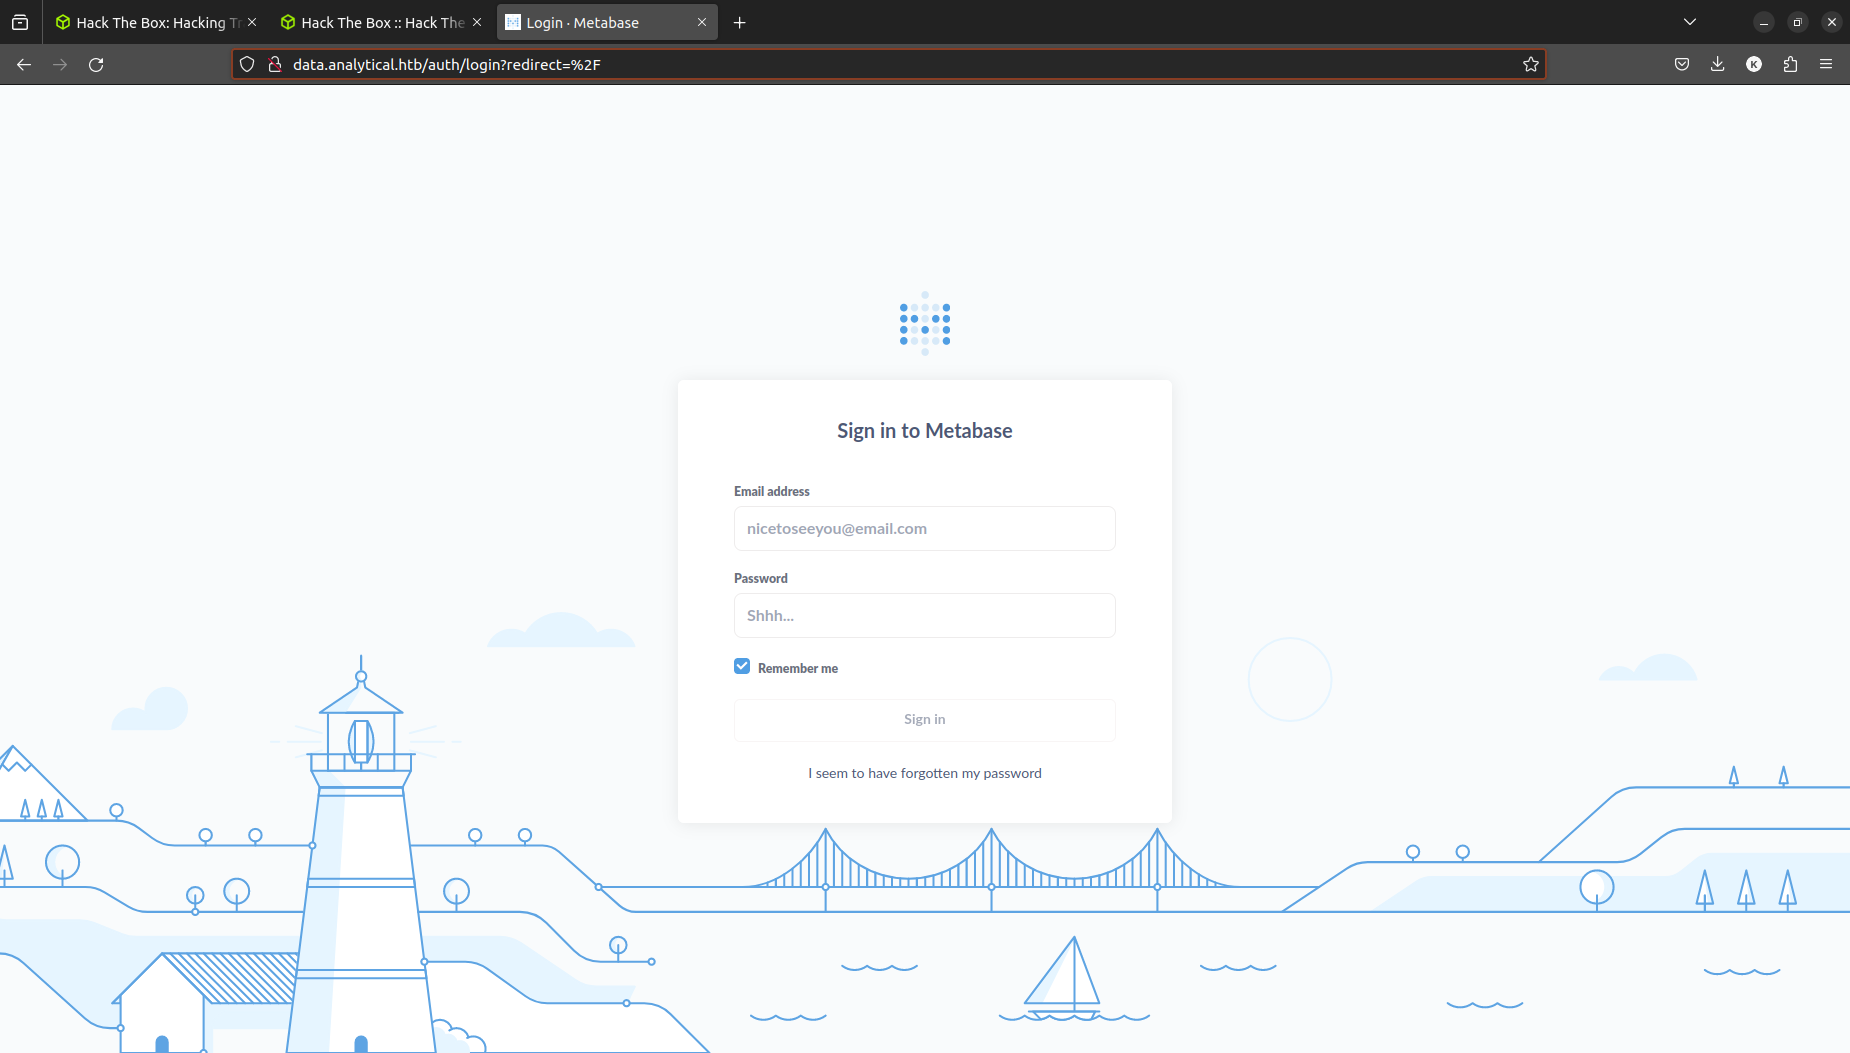 Hack The Box: Hacking Tr
Hack The Box :: Hack The
Login · Metabase
data.analytical.htb/auth/login?redirect=%2F
K
Sign in to Metabase
Email address
nicetoseeyou@email.com
Password
Shhh...
Remember me
Sign in
I seem to have forgotten my password